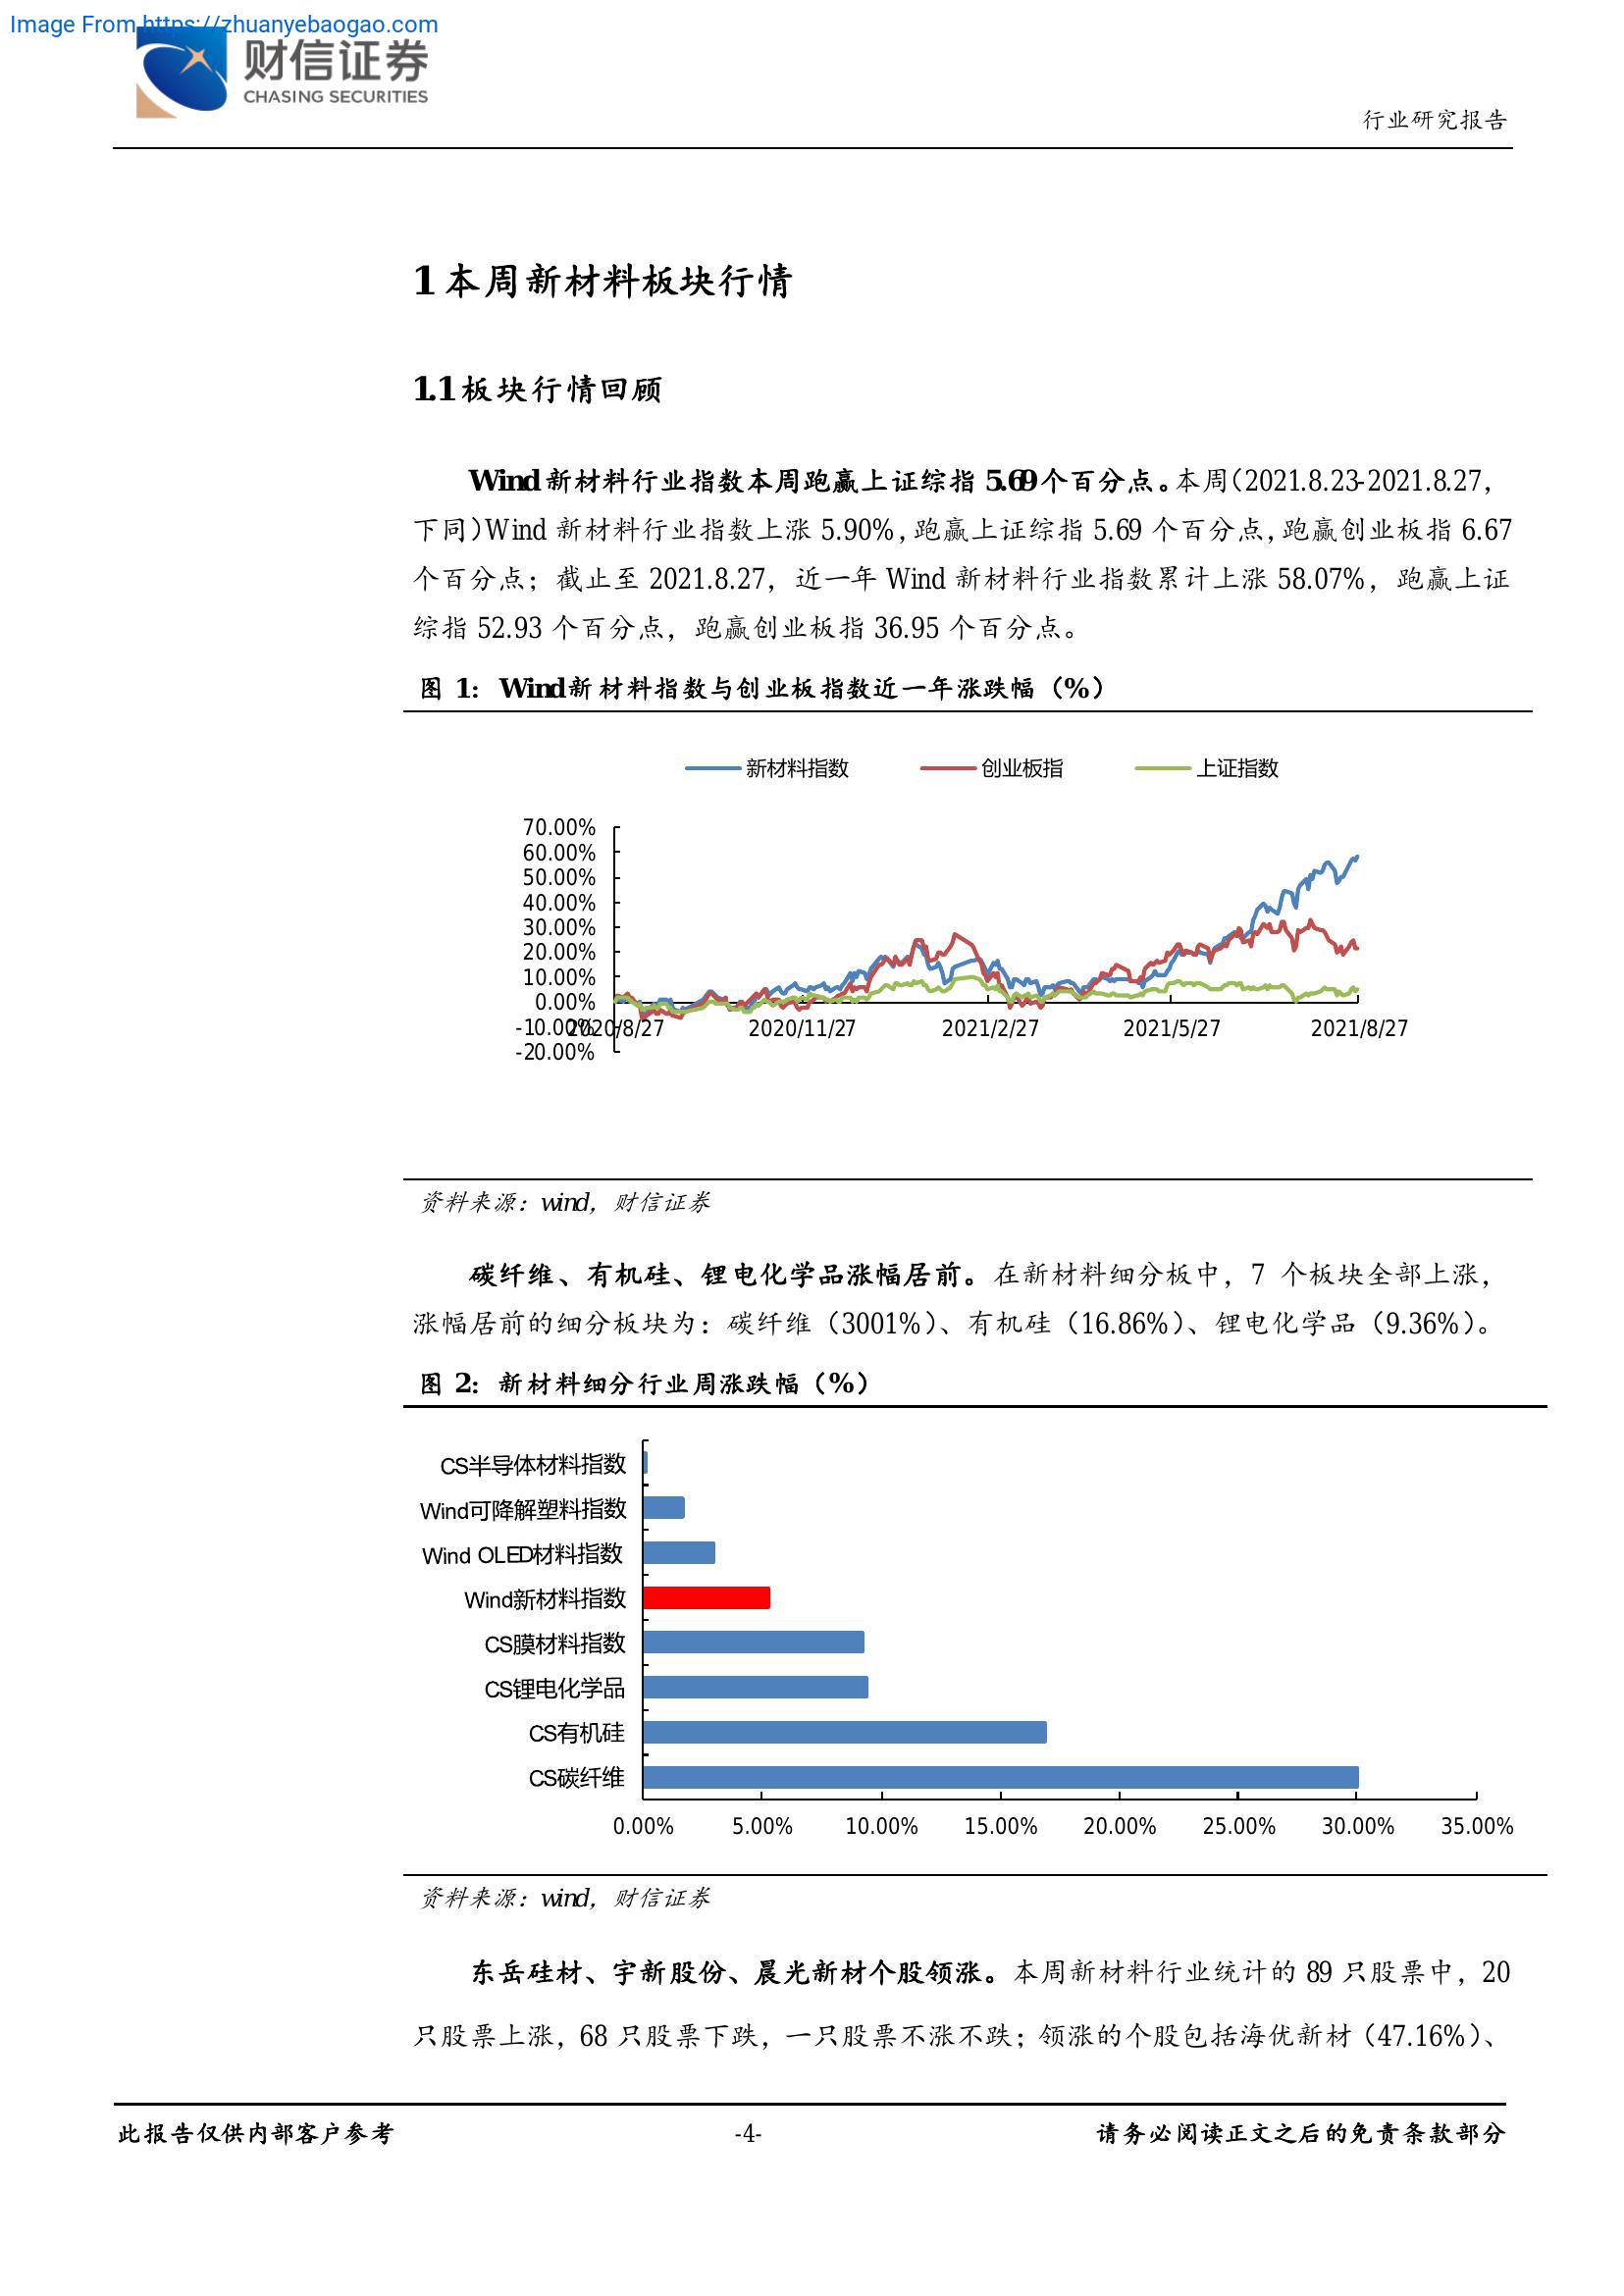 Image From https://zhuanyebaogao.com
财信证券
CHASING SECURITIES
行业研究报告
1 本周新材料板块行情
1.1 板块行情回顾
Wind 新材料行业指数本周跑赢上证综指 5.69 个百分点。本周（2021.8.23-2021.8.27，
下同）Wind 新材料行业指数上涨 5.90%，跑赢上证综指 5.69 个百分点，跑赢创业板指 6.67
个百分点；截止至 2021.8.27，近一年 Wind 新材料行业指数累计上涨 58.07%，跑赢上证
综指 52.93 个百分点，跑赢创业板指 36.95 个百分点。
图 1：Wind 新材料指数与创业板指数近一年涨跌幅（%）
新材料指数 创业板指 上证指数
70.00%
60.00%
50.00%
40.00%
30.00%
20.00%
10.00%
0.00%
-10.00%
-20.00%
2020/8/27 2020/11/27 2021/2/27 2021/5/27 2021/8/27
资料来源：wind，财信证券
碳纤维、有机硅、锂电化学品涨幅居前。在新材料细分板中，7 个板块全部上涨，
涨幅居前的细分板块为：碳纤维（3001%）、有机硅（16.86%）、锂电化学品（9.36%）。
图 2：新材料细分行业周涨跌幅（%）
CS半导体材料指数
Wind可降解塑料指数
Wind OLED材料指数
Wind新材料指数
CS膜材料指数
CS锂电化学品
CS有机硅
CS碳纤维
0.00% 5.00% 10.00% 15.00% 20.00% 25.00% 30.00% 35.00%
资料来源：wind，财信证券
东岳硅材、宇新股份、晨光新材个股领涨。本周新材料行业统计的 89 只股票中，20
只股票上涨，68 只股票下跌，一只股票不涨不跌；领涨的个股包括海优新材（47.16%）、
此报告仅供内部客户参考 -4- 请务必阅读正文之后的免责条款部分